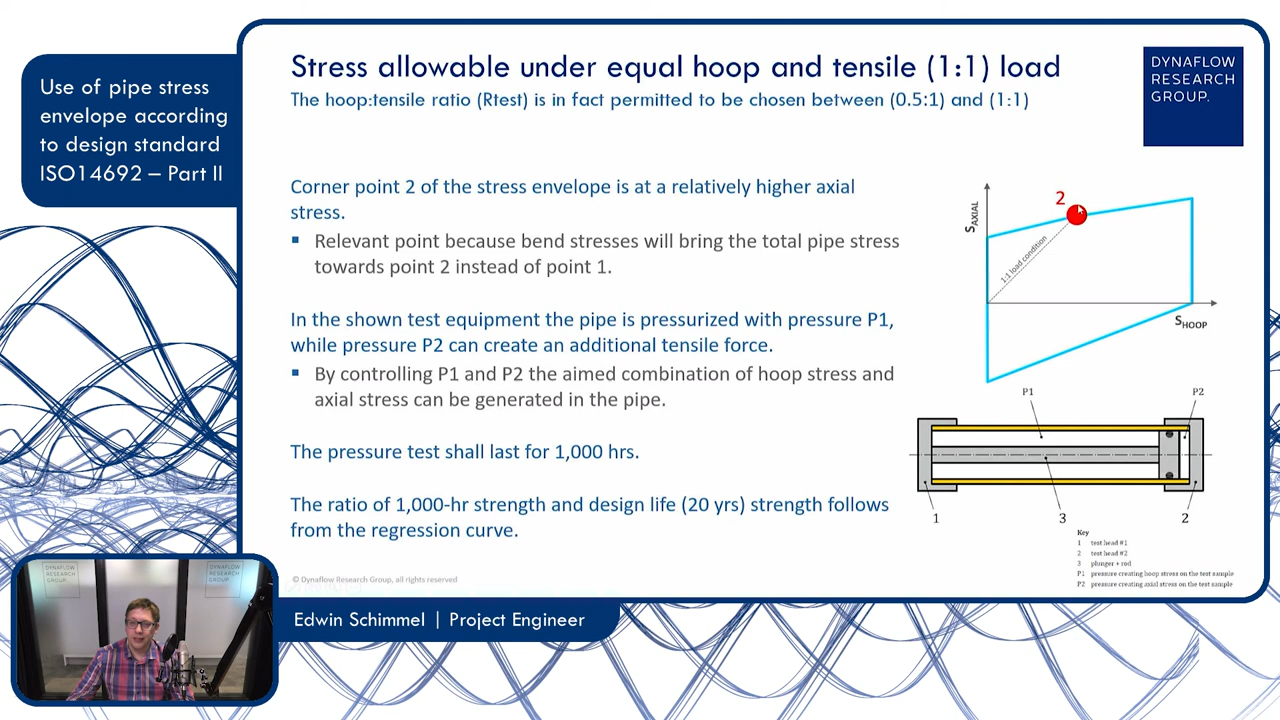 Use of pipe stress
envelope according
to design standard
ISO14692 – Part II
Stress allowable under equal hoop and tensile (1:1) load
The hoop:tensile ratio (Rtest) is in fact permitted to be chosen between (0.5:1) and (1:1)
DYNAFLOW
RESEARCH
GROUP.
Corner point 2 of the stress envelope is at a relatively higher axial
stress.
▪ Relevant point because bend stresses will bring the total pipe stress
towards point 2 instead of point 1.
In the shown test equipment the pipe is pressurized with pressure P1,
while pressure P2 can create an additional tensile force.
▪ By controlling P1 and P2 the aimed combination of hoop stress and
axial stress can be generated in the pipe.
The pressure test shall last for 1,000 hrs.
The ratio of 1,000-hr strength and design life (20 yrs) strength follows
from the regression curve.
© Dynaflow Research Group, all rights reserved
2
SAXIAL
1:1 load condition
SHOOP
P1
P2
1
3
2
Key
1 test head #1
2 test head #2
3 plunger + rod
P1 pressure creating hoop stress on the test sample
P2 pressure creating axial stress on the test sample
DYNAFLOW
RESEARCH
GROUP.
DYNAFLOW
RESEARCH
GROUP.
Edwin Schimmel | Project Engineer